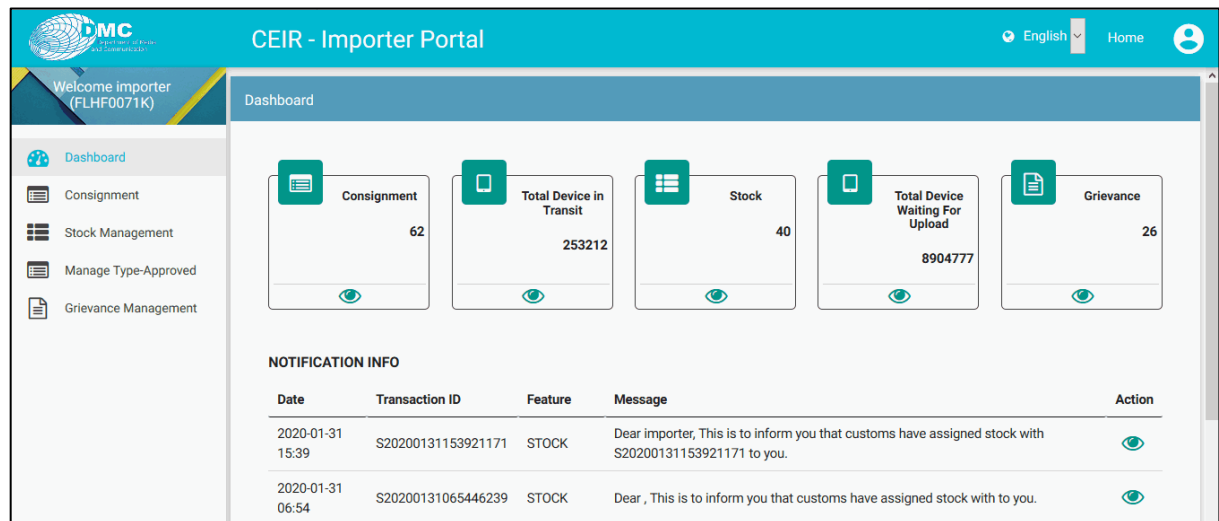 DMC
CEIR - Importer Portal
English
Home
Welcome importer
(FLHF0071K)
Dashboard
Dashboard
Consignment
Stock Management
Manage Type-Approved
Grievance Management
Consignment
62
Total Device in
Transit
253212
Stock
40
Total Device
Waiting For
Upload
8904777
Grievance
26
NOTIFICATION INFO
Date Transaction ID Feature Message Action
2020-01-31
15:39
S20200131153921171
STOCK
Dear importer, This is to inform you that customs have assigned stock with
S20200131153921171 to you.
2020-01-31
06:54
S20200131065446239
STOCK
Dear , This is to inform you that customs have assigned stock with to you.